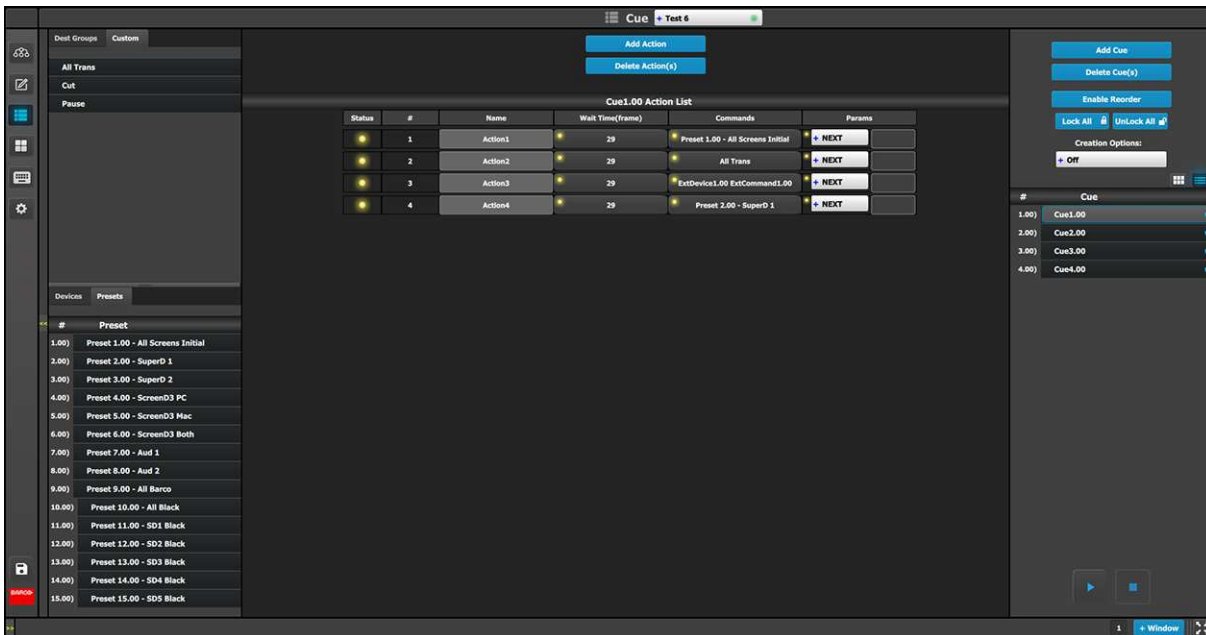 Cue + Test 6
Dest Groups Custom
All Trans
Cut
Pause
Add Action
Delete Action(s)
Cue1.00 Action List
Status # Name Wait Time(frame) Commands Params
1 Action1 29 Preset 1.00 - All Screens Initial + NEXT
2 Action2 29 All Trans + NEXT
3 Action3 29 ExtDevice1.00 ExtCommand1.00 + NEXT
4 Action4 29 Preset 2.00 - SuperD 1 + NEXT
Add Cue
Delete Cue(s)
Enable Reorder
Lock All UnLock All
Creation Options:
+ Off
# Cue
1.00) Cue1.00
2.00) Cue2.00
3.00) Cue3.00
4.00) Cue4.00
Devices Presets
<<
# Preset
1.00) Preset 1.00 - All Screens Initial
2.00) Preset 2.00 - SuperD 1
3.00) Preset 3.00 - SuperD 2
4.00) Preset 4.00 - ScreenD3 PC
5.00) Preset 5.00 - ScreenD3 Mac
6.00) Preset 6.00 - ScreenD3 Both
7.00) Preset 7.00 - Aud 1
8.00) Preset 8.00 - Aud 2
9.00) Preset 9.00 - All Barco
10.00) Preset 10.00 - All Black
11.00) Preset 11.00 - SD1 Black
12.00) Preset 12.00 - SD2 Black
13.00) Preset 13.00 - SD3 Black
14.00) Preset 14.00 - SD4 Black
15.00) Preset 15.00 - SD5 Black
BARCO
>>
1 + Window